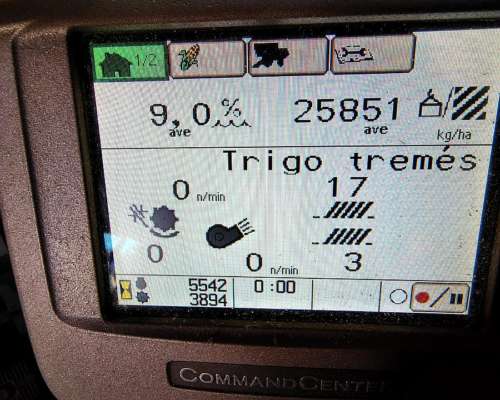 1/2
9,0% 25851
ave ave kg/ha
Trigo tremés
0 n/min 17
0
0 n/min 3
5542 0:00
3894
COMMANDCENTE